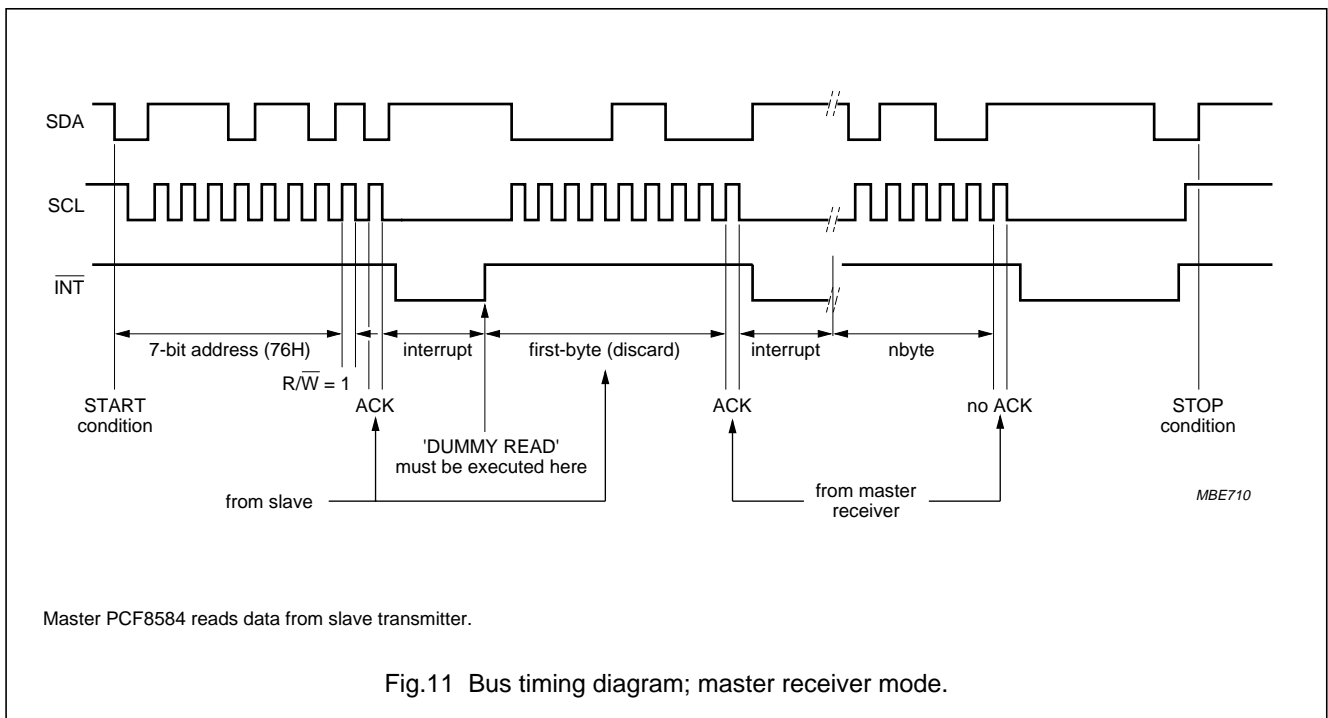 SDA
SCL
INT
7-bit address (76H)
interrupt
first-byte (discard)
interrupt
nbyte
R/W = 1
START
condition
ACK
ACK
no ACK
STOP
condition
'DUMMY READ'
must be executed here
from slave
from master
receiver
MBE710
Master PCF8584 reads data from slave transmitter.
Fig.11 Bus timing diagram; master receiver mode.